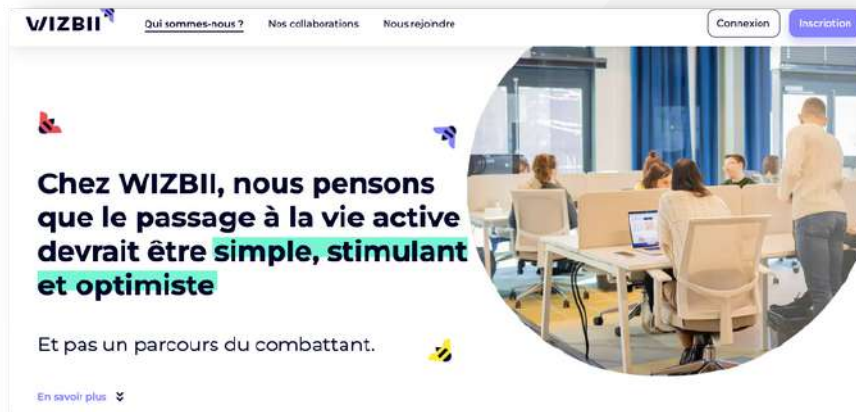 WIZBII
Qui sommes-nous ?
Nos collaborations
Nous rejoindre
Connexion
Inscription
Chez WIZBII, nous pensons
que le passage à la vie active
devrait être simple, stimulant
et optimiste
Et pas un parcours du combattant.
En savoir plus